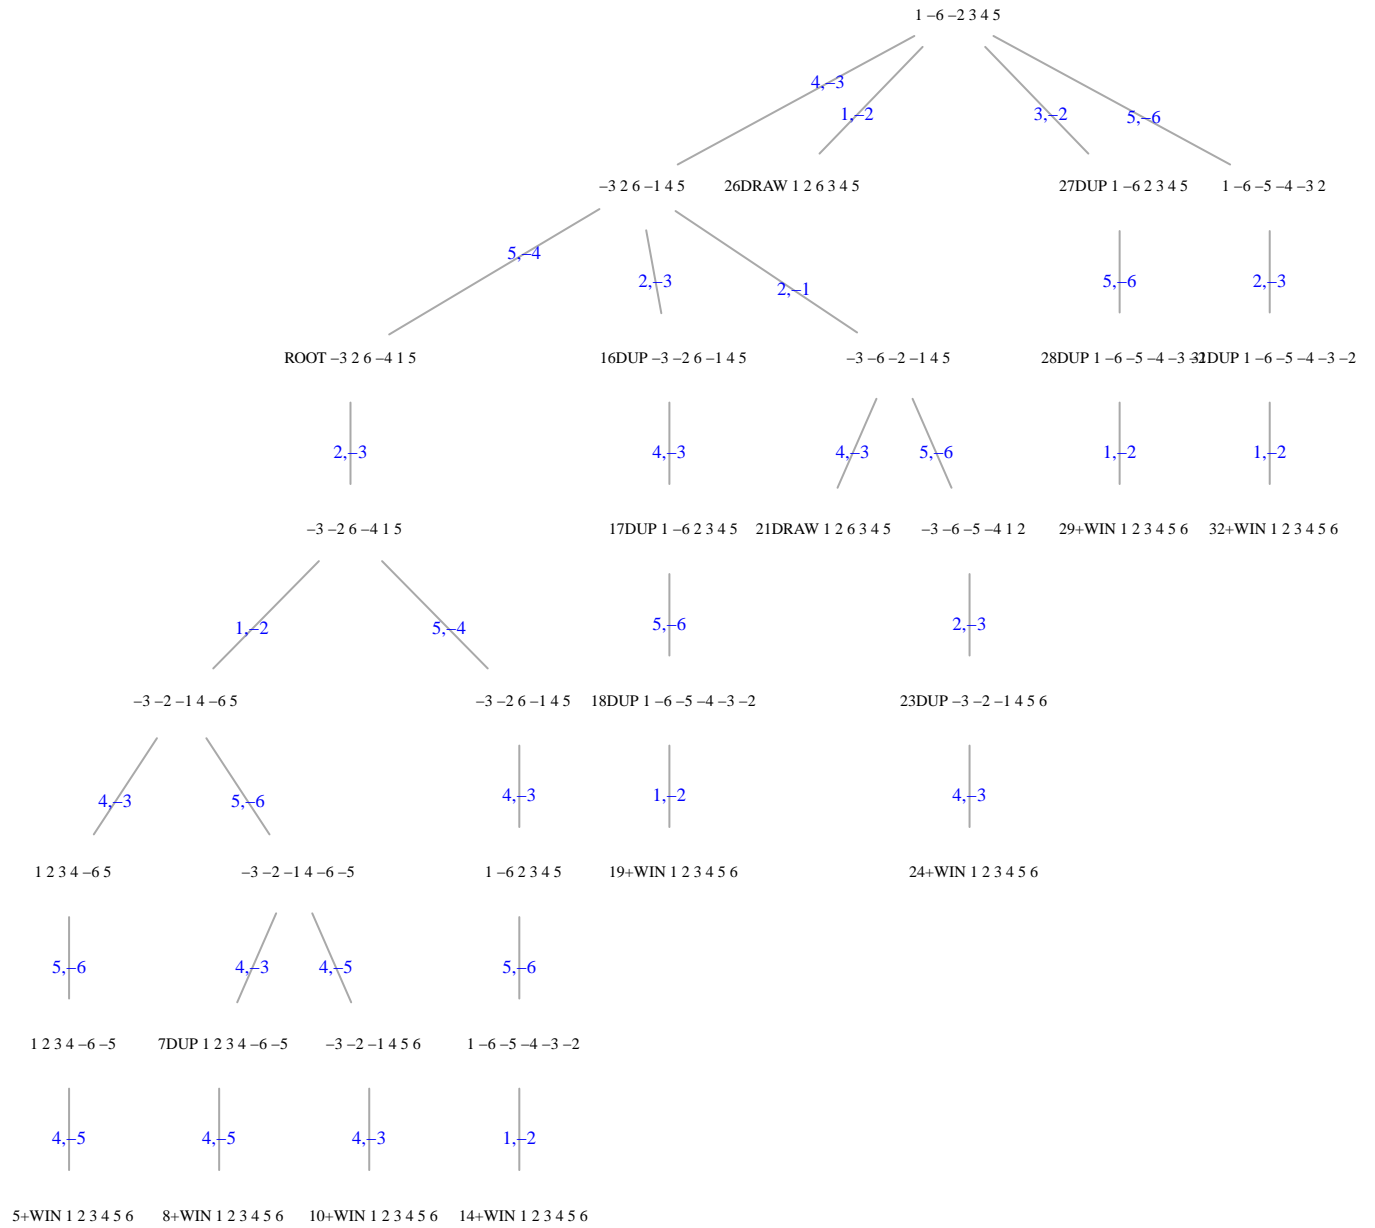 1 –6 –2 3 4 5
4,–3
1,–2
3,–2
5,–6
–3 2 6 –1 4 5
26DRAW 1 2 6 3 4 5
27DUP 1 –6 2 3 4 5
1 –6 –5 –4 –3 2
5,–4
2,–3
2,–1
5,–6
2,–3
ROOT –3 2 6 –4 1 5
16DUP –3 –2 6 –1 4 5
–3 –6 –2 –1 4 5
28DUP 1 –6 –5 –4 –3 –2
31DUP 1 –6 –5 –4 –3 –2
2,–3
4,–3
4,–3
5,–6
1,–2
1,–2
–3 –2 6 –4 1 5
17DUP 1 –6 2 3 4 5
21DRAW 1 2 6 3 4 5
–3 –6 –5 –4 1 2
29+WIN 1 2 3 4 5 6
32+WIN 1 2 3 4 5 6
1,–2
5,–4
5,–6
2,–3
–3 –2 –1 4 –6 5
–3 –2 6 –1 4 5
18DUP 1 –6 –5 –4 –3 –2
23DUP –3 –2 –1 4 5 6
4,–3
5,–6
4,–3
1,–2
4,–3
1 2 3 4 –6 5
–3 –2 –1 4 –6 –5
1 –6 2 3 4 5
19+WIN 1 2 3 4 5 6
24+WIN 1 2 3 4 5 6
5,–6
4,–3
4,–5
5,–6
1 2 3 4 –6 –5
7DUP 1 2 3 4 –6 –5
–3 –2 –1 4 5 6
1 –6 –5 –4 –3 –2
4,–5
4,–5
4,–3
1,–2
5+WIN 1 2 3 4 5 6
8+WIN 1 2 3 4 5 6
10+WIN 1 2 3 4 5 6
14+WIN 1 2 3 4 5 6